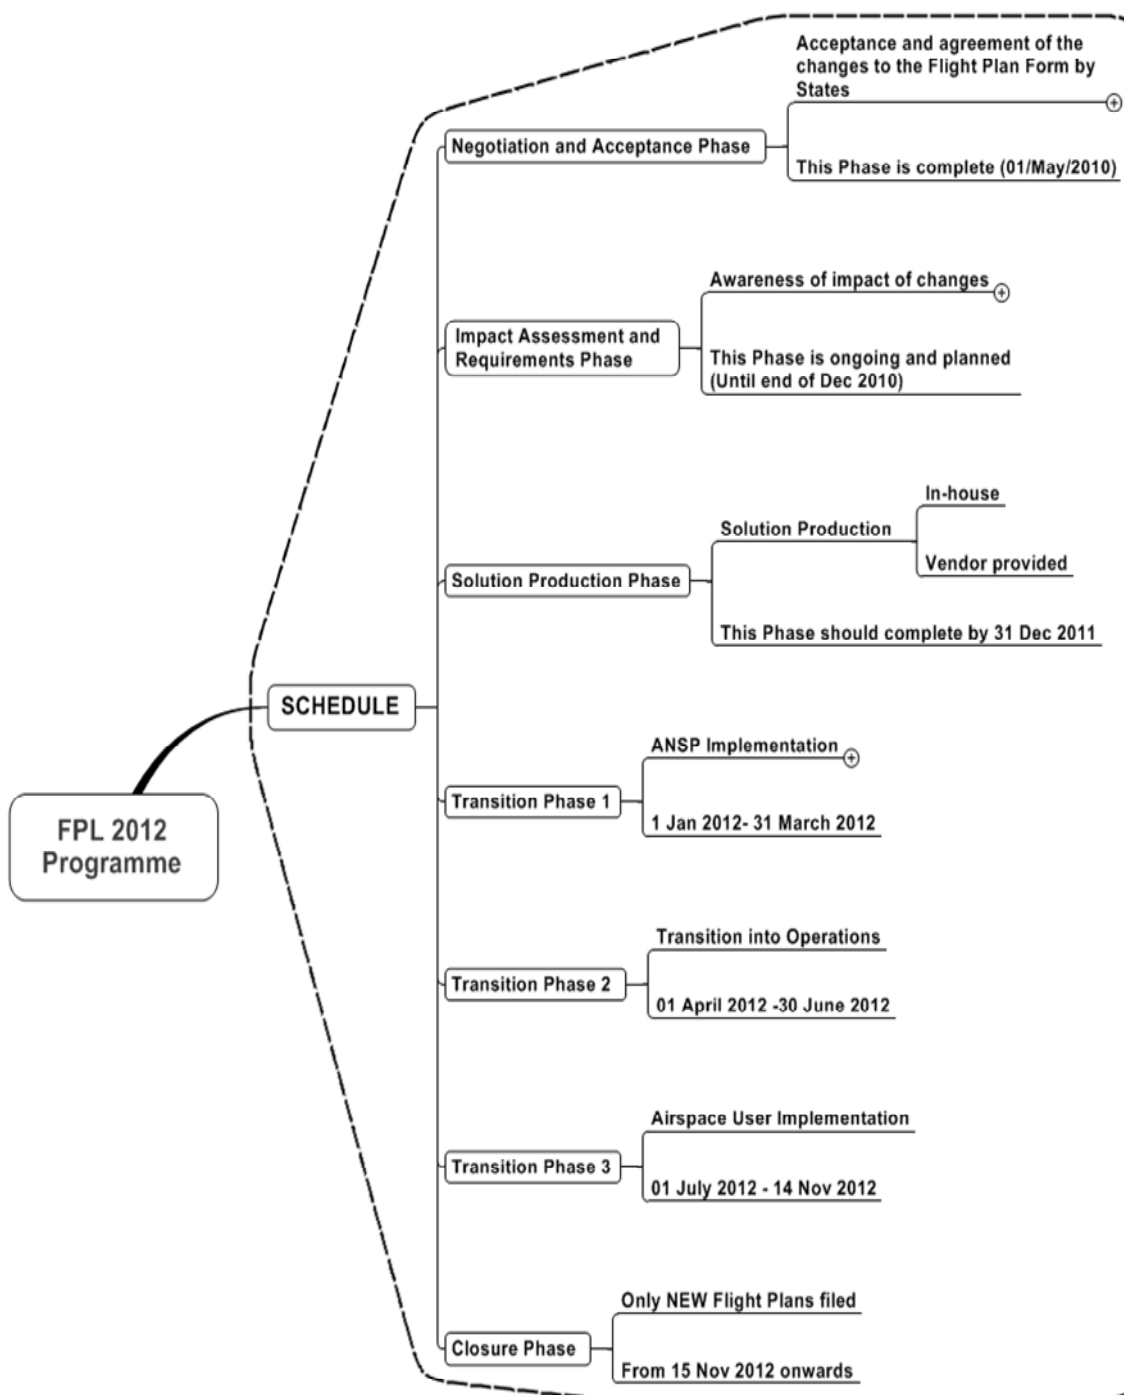 Acceptance and agreement of the
changes to the Flight Plan Form by
States
Negotiation and Acceptance Phase
This Phase is complete (01/May/2010)
Awareness of impact of changes
Impact Assessment and
Requirements Phase
This Phase is ongoing and planned
(Until end of Dec 2010)
In-house
Solution Production
Vendor provided
Solution Production Phase
This Phase should complete by 31 Dec 2011
SCHEDULE
FPL 2012
Programme
ANSP Implementation
Transition Phase 1
1 Jan 2012- 31 March 2012
Transition into Operations
Transition Phase 2
01 April 2012 -30 June 2012
Airspace User Implementation
Transition Phase 3
01 July 2012 - 14 Nov 2012
Only NEW Flight Plans filed
Closure Phase
From 15 Nov 2012 onwards